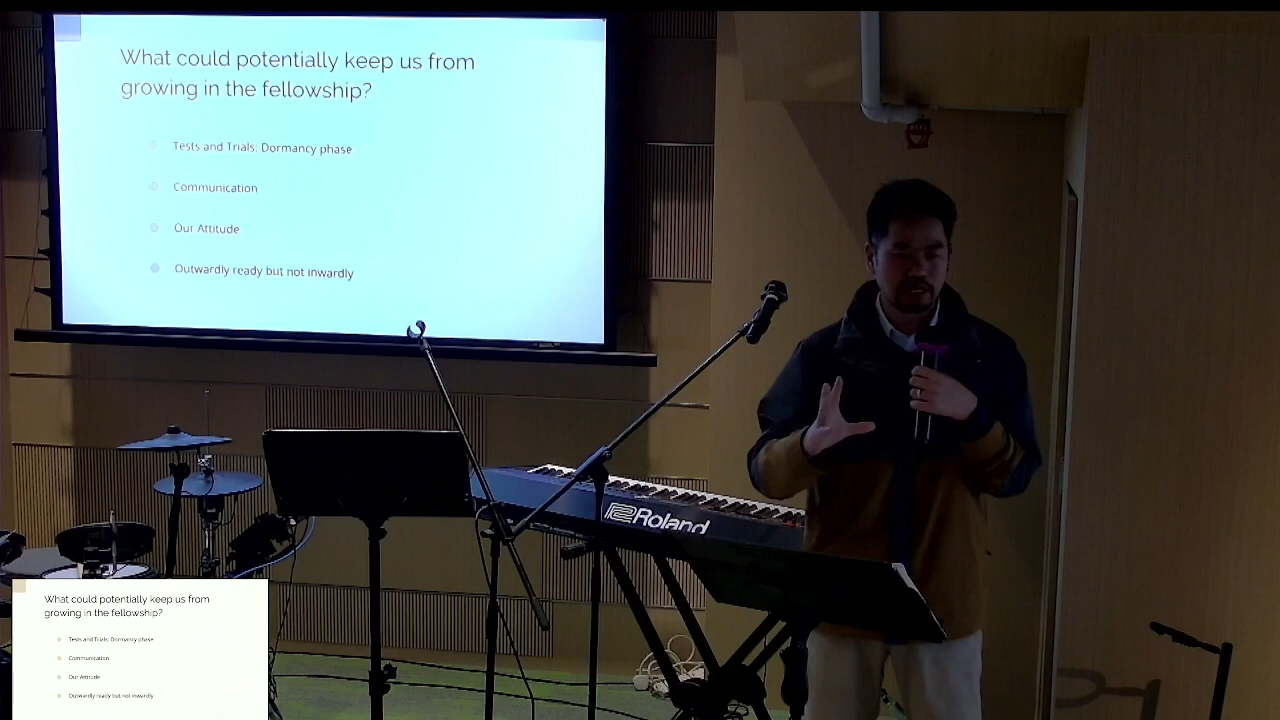 What could potentially keep us from
growing in the fellowship?
Tests and Trials: Dormancy phase
Communication
Our Attitude
Outwardly ready but not inwardly
Roland
What could potentially keep us from
growing in the fellowship?
Tests and Trials: Dormancy phase
Communication
Our Attitude
Outwardly ready but not inwardly